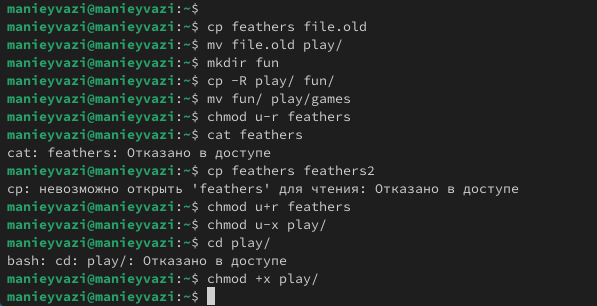 manieyvazi@manieyvazi:~$
manieyvazi@manieyvazi:~$ cp feathers file.old
manieyvazi@manieyvazi:~$ mv file.old play/
manieyvazi@manieyvazi:~$ mkdir fun
manieyvazi@manieyvazi:~$ cp -R play/ fun/
manieyvazi@manieyvazi:~$ mv fun/ play/games
manieyvazi@manieyvazi:~$ chmod u-r feathers
manieyvazi@manieyvazi:~$ cat feathers
cat: feathers: Отказано в доступе
manieyvazi@manieyvazi:~$ cp feathers feathers2
cp: невозможно открыть 'feathers' для чтения: Отказано в доступе
manieyvazi@manieyvazi:~$ chmod u+r feathers
manieyvazi@manieyvazi:~$ chmod u-x play/
manieyvazi@manieyvazi:~$ cd play/
bash: cd: play/: Отказано в доступе
manieyvazi@manieyvazi:~$ chmod +x play/
manieyvazi@manieyvazi:~$